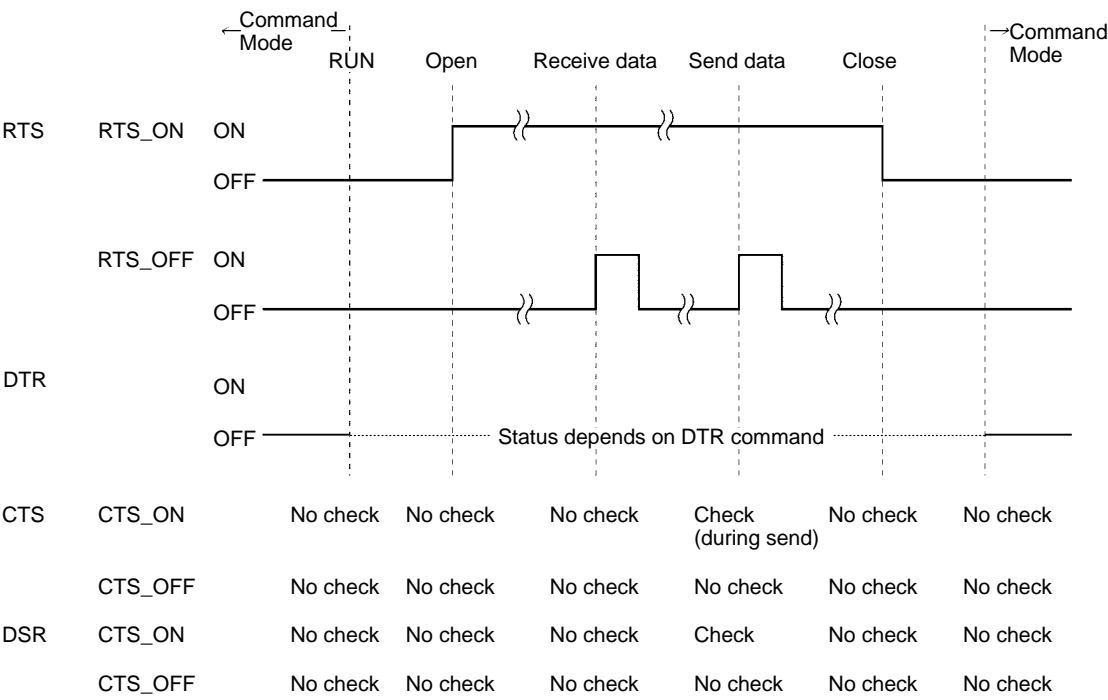 ←Command
Mode
→Command
Mode
RUN Open Receive data Send data Close
RTS RTS_ON ON
OFF
RTS_OFF ON
OFF
DTR
ON
OFF Status depends on DTR command
CTS CTS_ON No check No check No check Check No check No check
(during send)
CTS_OFF No check No check No check No check No check No check
DSR CTS_ON No check No check No check Check No check No check
CTS_OFF No check No check No check No check No check No check